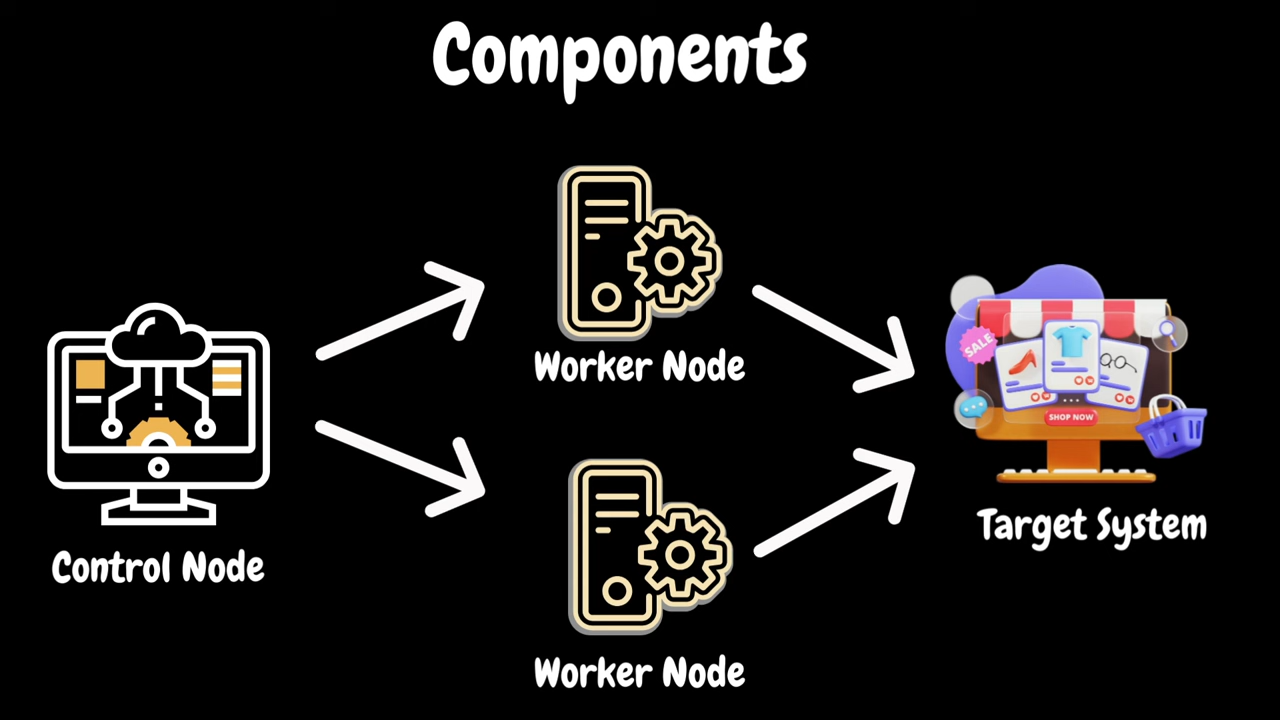 Components
Worker Node
Control Node
Worker Node
SALE
SHOP NOW
Target System